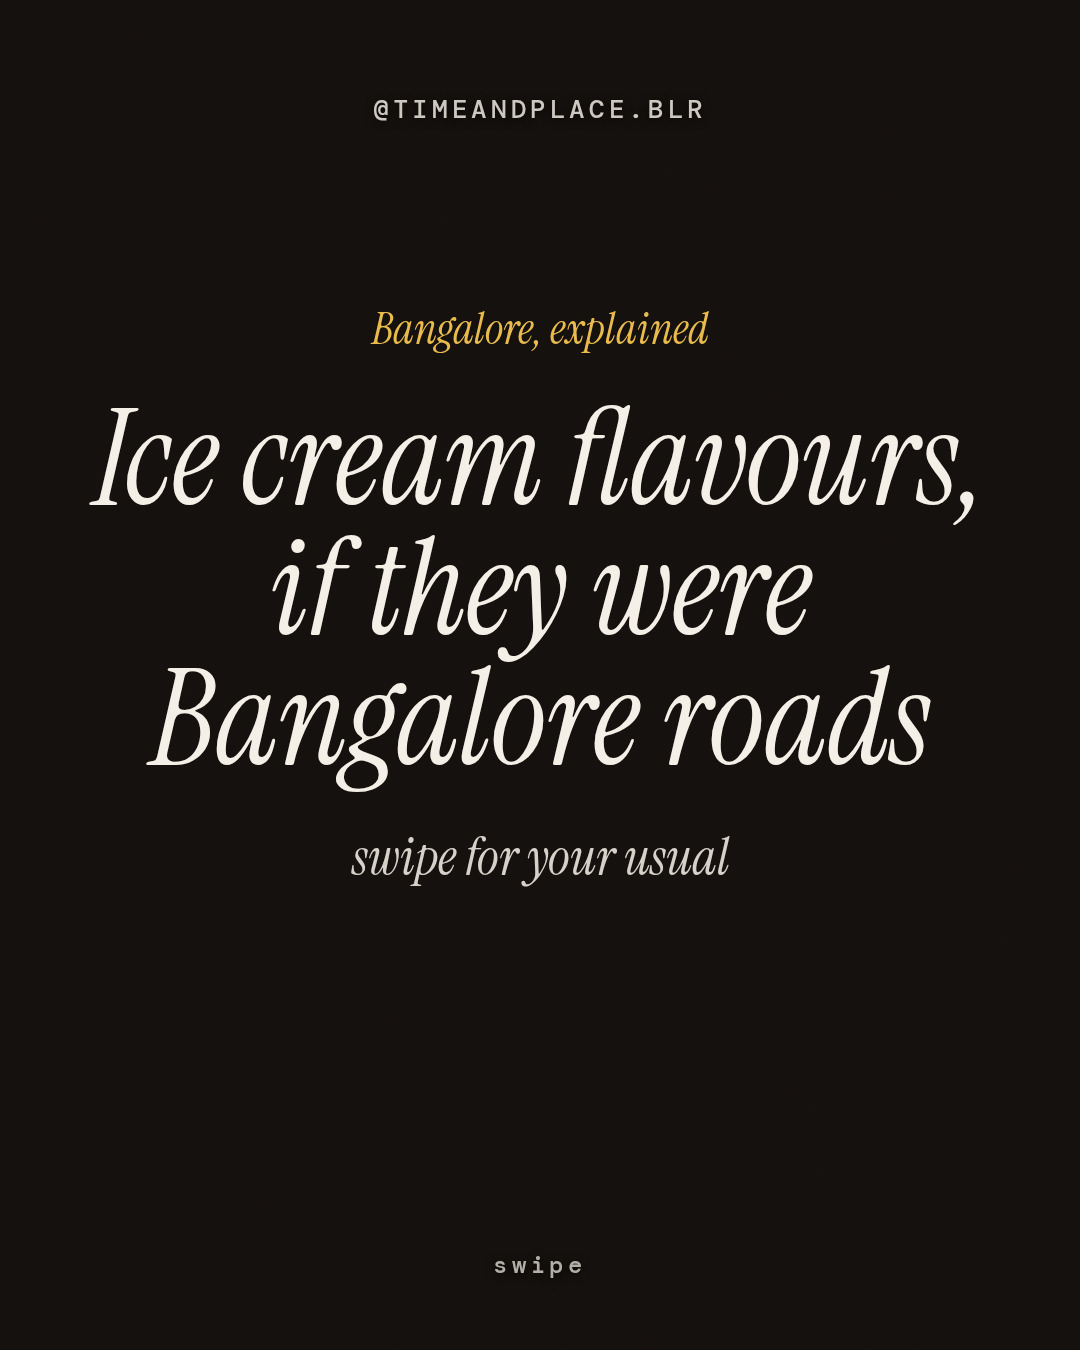 @TIMEANDPLACE.BLR
Bangalore, explained
Ice cream flavours,
if they were
Bangalore roads
swipe for your usual
swipe